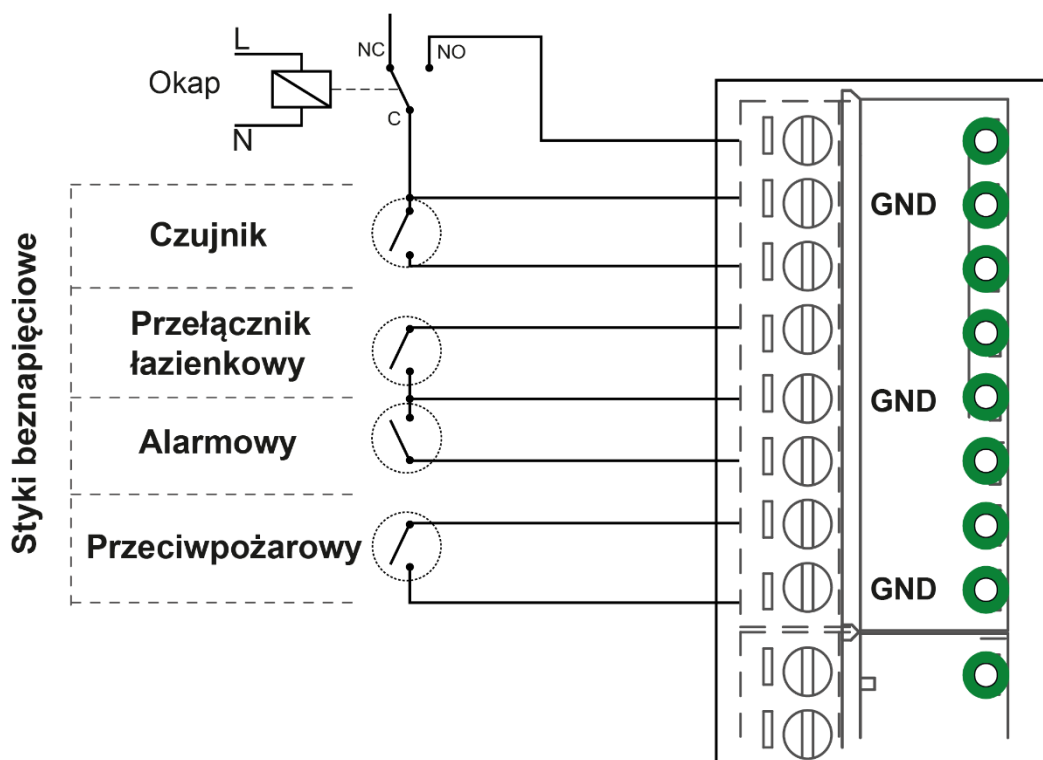 L
NC
NO
Okap
C
N
Styki beznapięciowe
Czujnik
GND
Przełącznik
łazienkowy
GND
Alarmowy
Przeciwpożarowy
GND